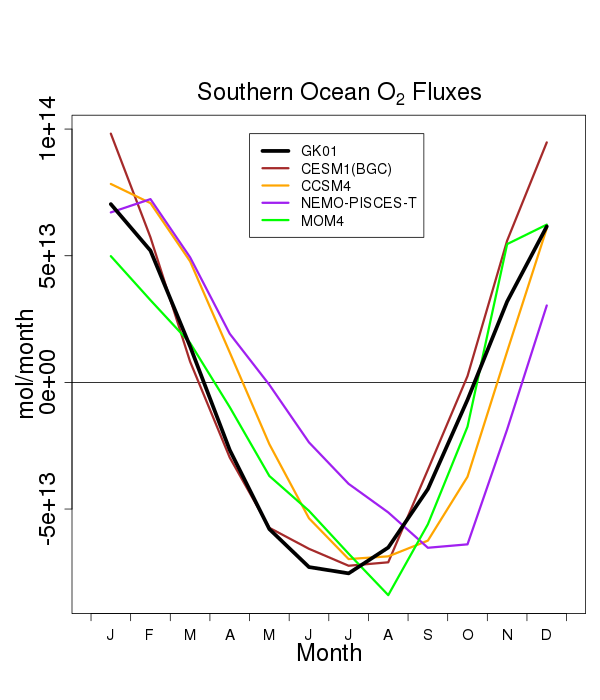 Southern Ocean O₂ Fluxes
1e+14
5e+13
0e+00
-5e+13
mol/month
GK01
CESM1(BGC)
CCSM4
NEMO-PISCES-T
MOM4
J F M A M J J A S O N D
Month